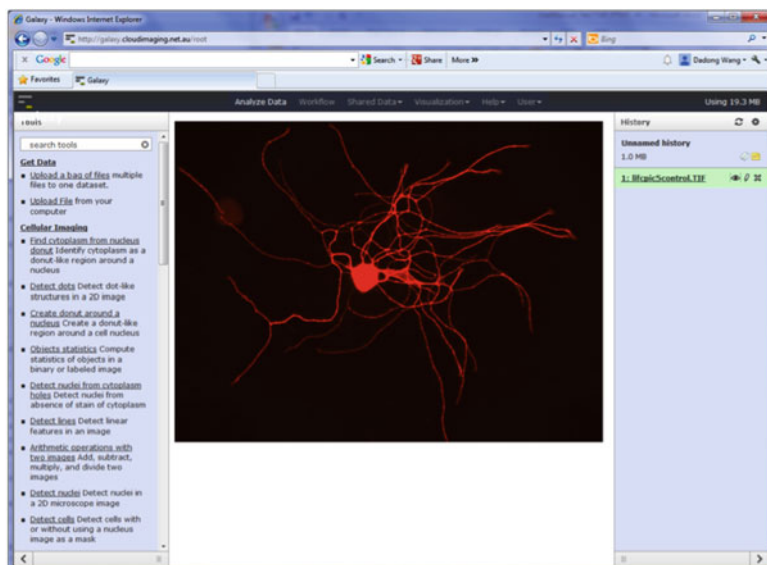 Galaxy - Windows Internet Explorer
http://galaxy.cloudimaging.net.au/root
Bing
x Google
Search
Share
More »
Dadong Wang
Favorites
Galaxy
Analyze Data Workflow Shared Data Visualization Help User
Using 19.3 MB
search tools
Get Data
Upload a bag of files multiple
files to one dataset.
Upload File from your
computer
Cellular Imaging
Find cytoplasm from nucleus
donut Identify cytoplasm as a
donut-like region around a
nucleus
Detect dots Detect dot-like
structures in a 2D image
Create donut around a
nucleus Create a donut-like
region around a cell nucleus
Objects statistics Compute
statistics of objects in a
binary or labeled image
Detect nuclei from cytoplasm
holes Detect nuclei from
absence of stain of cytoplasm
Detect lines Detect linear
features in an image
Arithmetic operations with
two images Add, subtract,
multiply, and divide two
images
Detect nuclei Detect nuclei in
a 2D microscope image
Detect cells Detect cells with
or without using a nucleus
image as a mask
History
Unnamed history
1.0 MB
1: lifcpic5control.TIF